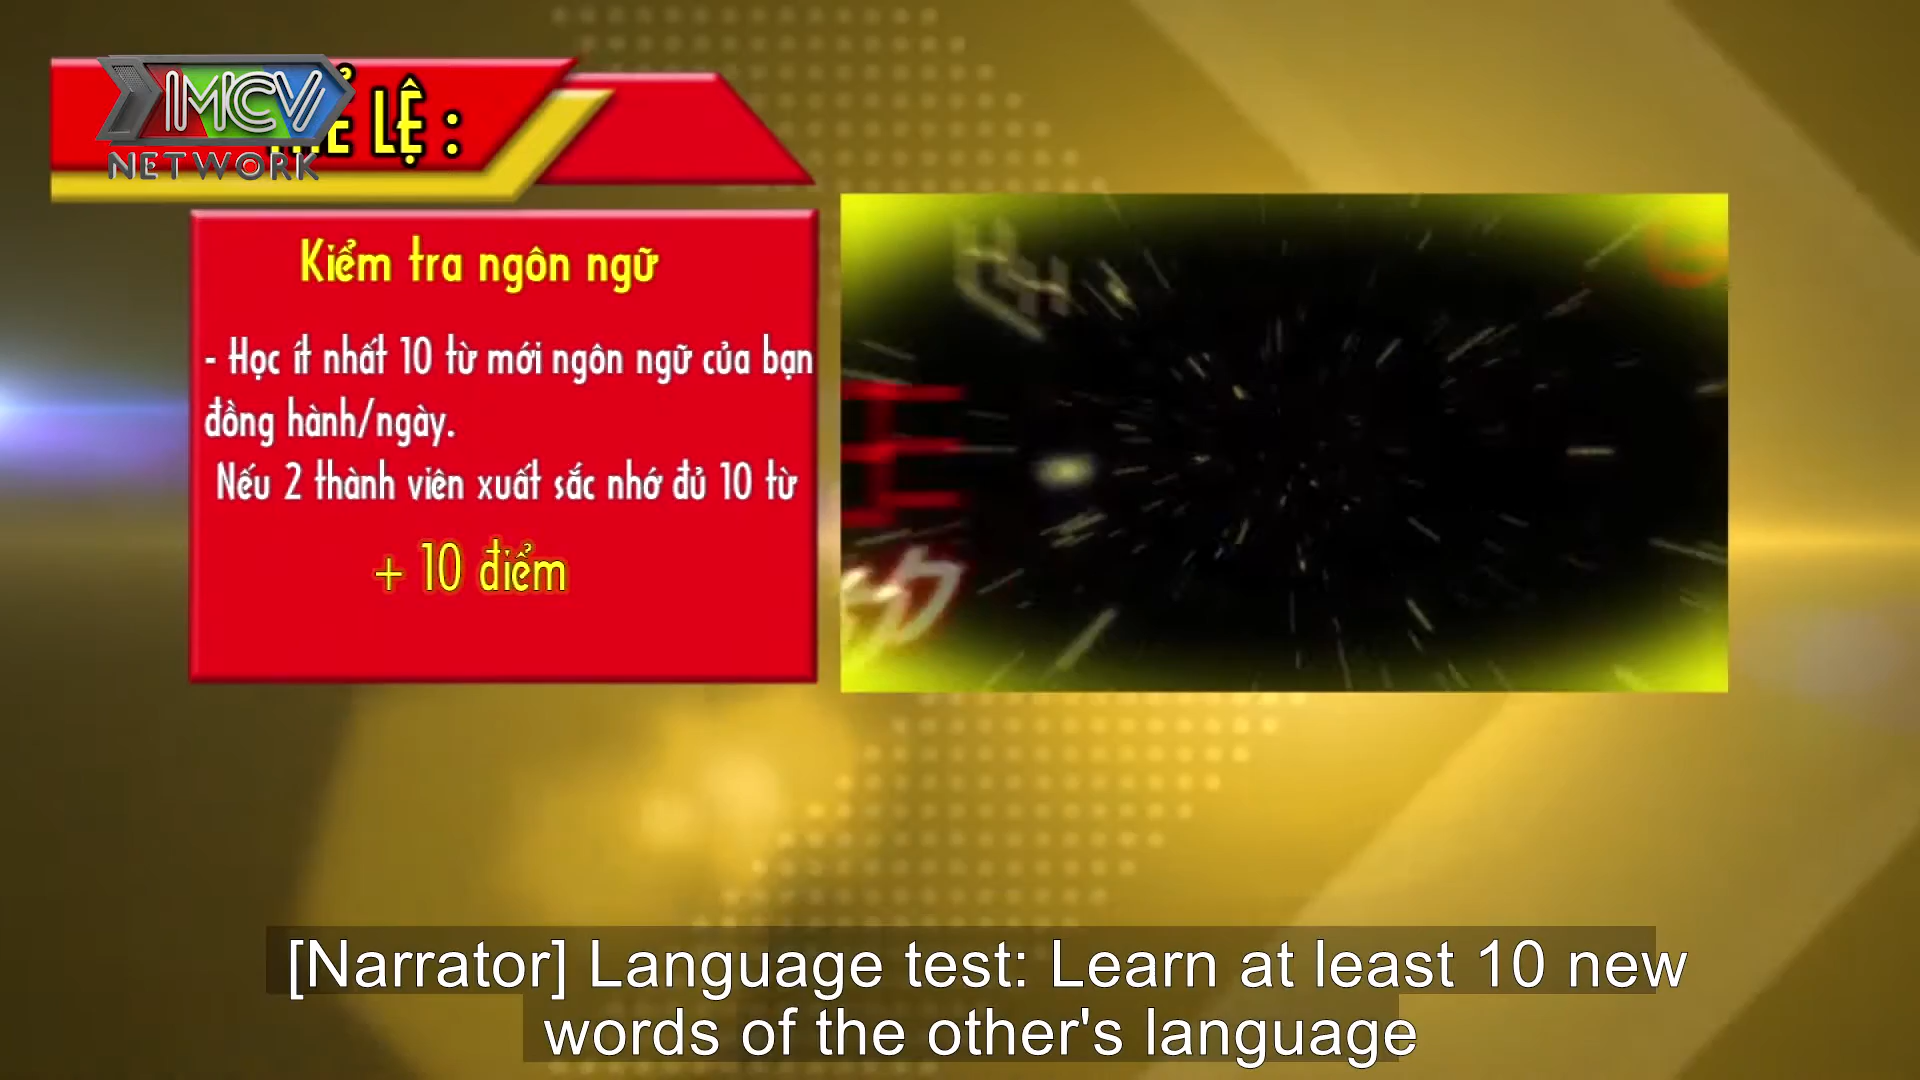 MCV
NETWORK
LỆ :
Kiểm tra ngôn ngữ
- Học ít nhất 10 từ mới ngôn ngữ của bạn
đồng hành/ngày.
Nếu 2 thành viên xuất sắc nhớ đủ 10 từ
+ 10 điểm
[Narrator] Language test: Learn at least 10 new
words of the other's language